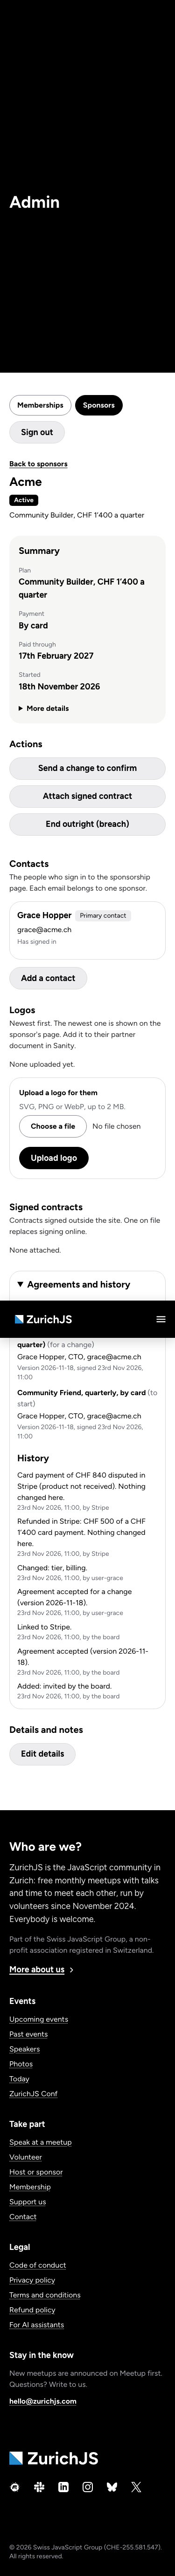 Admin
Memberships
Sponsors
Sign out
Back to sponsors
Acme
Active
Community Builder, CHF 1'400 a quarter
Summary
Plan
Community Builder, CHF 1'400 a
quarter
Payment
By card
Paid through
17th February 2027
Started
18th November 2026
More details
Actions
Send a change to confirm
Attach signed contract
End outright (breach)
Contacts
The people who sign in to the sponsorship
page. Each email belongs to one sponsor.
Grace Hopper Primary contact
grace@acme.ch
Has signed in
Add a contact
Logos
Newest first. The newest one is shown on the
sponsor's page. Add it to their partner
document in Sanity.
None uploaded yet.
Upload a logo for them
SVG, PNG or WebP, up to 2 MB.
Choose a file No file chosen
Upload logo
Signed contracts
Contracts signed outside the site. One on file
replaces signing online.
None attached.
Agreements and history
ZurichJS
quarter) (for a change)
Grace Hopper, CTO, grace@acme.ch
Version 2026-11-18, signed 23rd Nov 2026,
11:00
Community Friend, quarterly, by card (to
start)
Grace Hopper, CTO, grace@acme.ch
Version 2026-11-18, signed 23rd Nov 2026,
11:00
History
Card payment of CHF 840 disputed in
Stripe (product not received). Nothing
changed here.
23rd Nov 2026, 11:00, by Stripe
Refunded in Stripe: CHF 500 of a CHF
1'400 card payment. Nothing changed
here.
23rd Nov 2026, 11:00, by Stripe
Changed: tier, billing.
23rd Nov 2026, 11:00, by user-grace
Agreement accepted for a change
(version 2026-11-18).
23rd Nov 2026, 11:00, by user-grace
Linked to Stripe.
23rd Nov 2026, 11:00, by the board
Agreement accepted (version 2026-11-
18).
23rd Nov 2026, 11:00, by the board
Added: invited by the board.
23rd Nov 2026, 11:00, by the board
Details and notes
Edit details
Who are we?
ZurichJS is the JavaScript community in
Zurich: free monthly meetups with talks
and time to meet each other, run by
volunteers since November 2024.
Everybody is welcome.
Part of the Swiss JavaScript Group, a non-
profit association registered in Switzerland.
More about us
Events
Upcoming events
Past events
Speakers
Photos
Today
ZurichJS Conf
Take part
Speak at a meetup
Volunteer
Host or sponsor
Membership
Support us
Contact
Legal
Code of conduct
Privacy policy
Terms and conditions
Refund policy
For AI assistants
Stay in the know
New meetups are announced on Meetup first.
Questions? Write to us.
hello@zurichjs.com
ZurichJS
© 2026 Swiss JavaScript Group (CHE-255.581.547).
All rights reserved.